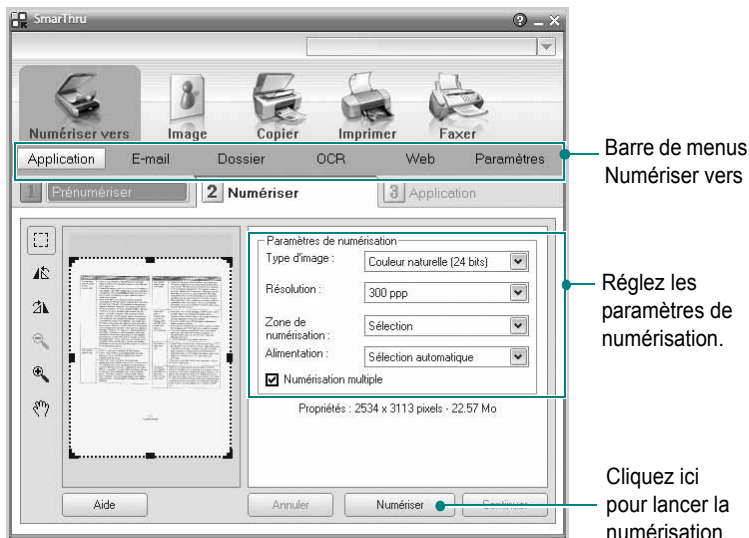 SmarThru
Numériser vers Image Copier Imprimer Faxer
Application E-mail Dossier OCR Web Paramètres
1 Prénumériser 2 Numériser 3 Application
Barre de menus
Numériser vers
Paramètres de numérisation
Type d'image : Couleur naturelle (24 bits)
Résolution : 300 ppp
Zone de
numérisation : Sélection
Alimentation : Sélection automatique
Numérisation multiple
Propriétés : 2534 x 3113 pixels - 22.57 Mo
Réglez les
paramètres de
numérisation.
Aide Annuler Numériser Continuer
Cliquez ici
pour lancer la
numérisation.